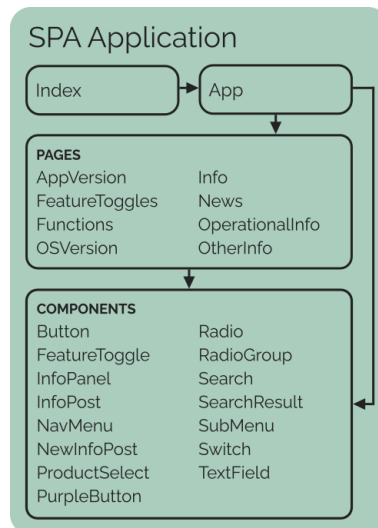 SPA Application
Index
App
PAGES
AppVersion
FeatureToggles
Functions
OSVersion
Info
News
OperationalInfo
OtherInfo
COMPONENTS
Button
FeatureToggle
InfoPanel
InfoPost
NavMenu
NewInfoPost
ProductSelect
PurpleButton
Radio
RadioGroup
Search
SearchResult
SubMenu
Switch
TextField